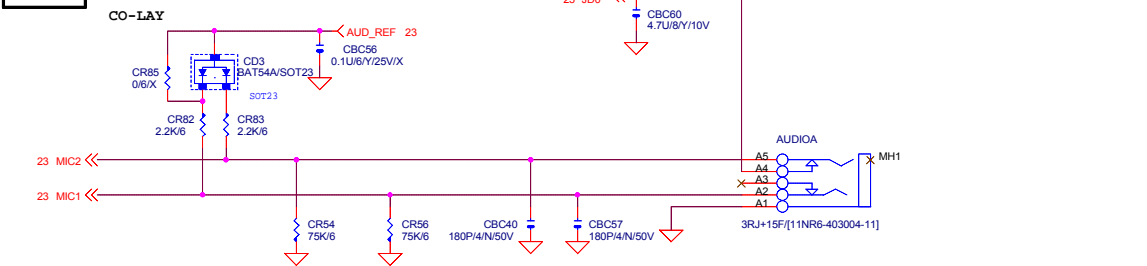 CO-LAY
CBC60
4.7U/8/Y/10V
AUD_REF 23
CBC56
0.1U/6/Y/25V/X
CR85
0/6/X
CD3
BAT54A/SOT23
SOT23
CR82
2.2K/6
CR83
2.2K/6
AUDIOA
23 MIC2
A5
MH1
A4
A3
23 MIC1
A2
A1
CR54
75K/6
CR56
75K/6
CBC40
180P/4/N/50V
CBC57
180P/4/N/50V
3RJ+15F/[11NR6-403004-11]